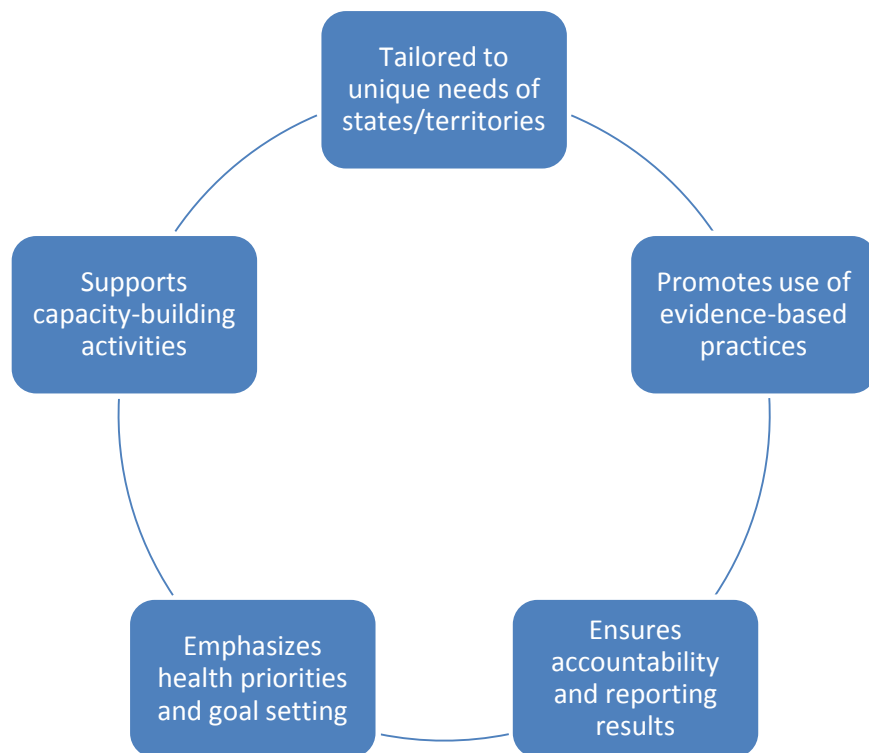 Tailored to
unique needs of
states/territories
Promotes use of
evidence-based
practices
Ensures
accountability
and reporting
results
Emphasizes
health priorities
and goal setting
Supports
capacity-building
activities